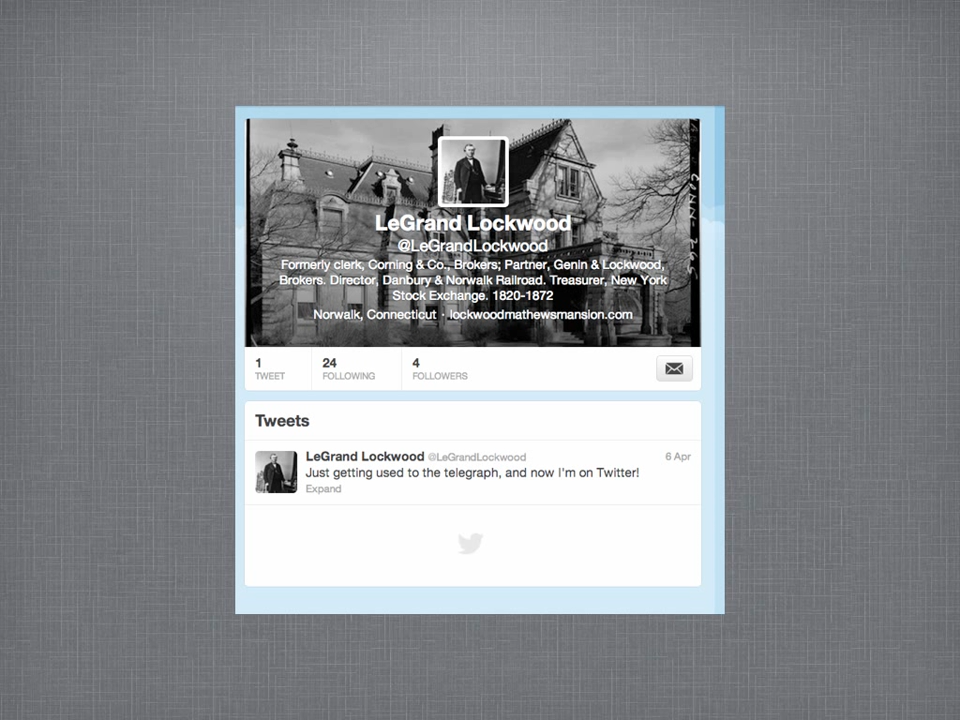 LeGrand Lockwood
@LeGrandLockwood
Formerly clerk, Corning & Co., Brokers; Partner, Genin & Lockwood,
Brokers. Director, Danbury & Norwalk Railroad. Treasurer, New York
Stock Exchange. 1820-1872
Norwalk, Connecticut · lockwoodmathewsmansion.com
1 24 4
TWEET FOLLOWING FOLLOWERS
Tweets
LeGrand Lockwood @LeGrandLockwood 6 Apr
Just getting used to the telegraph, and now I'm on Twitter!
Expand